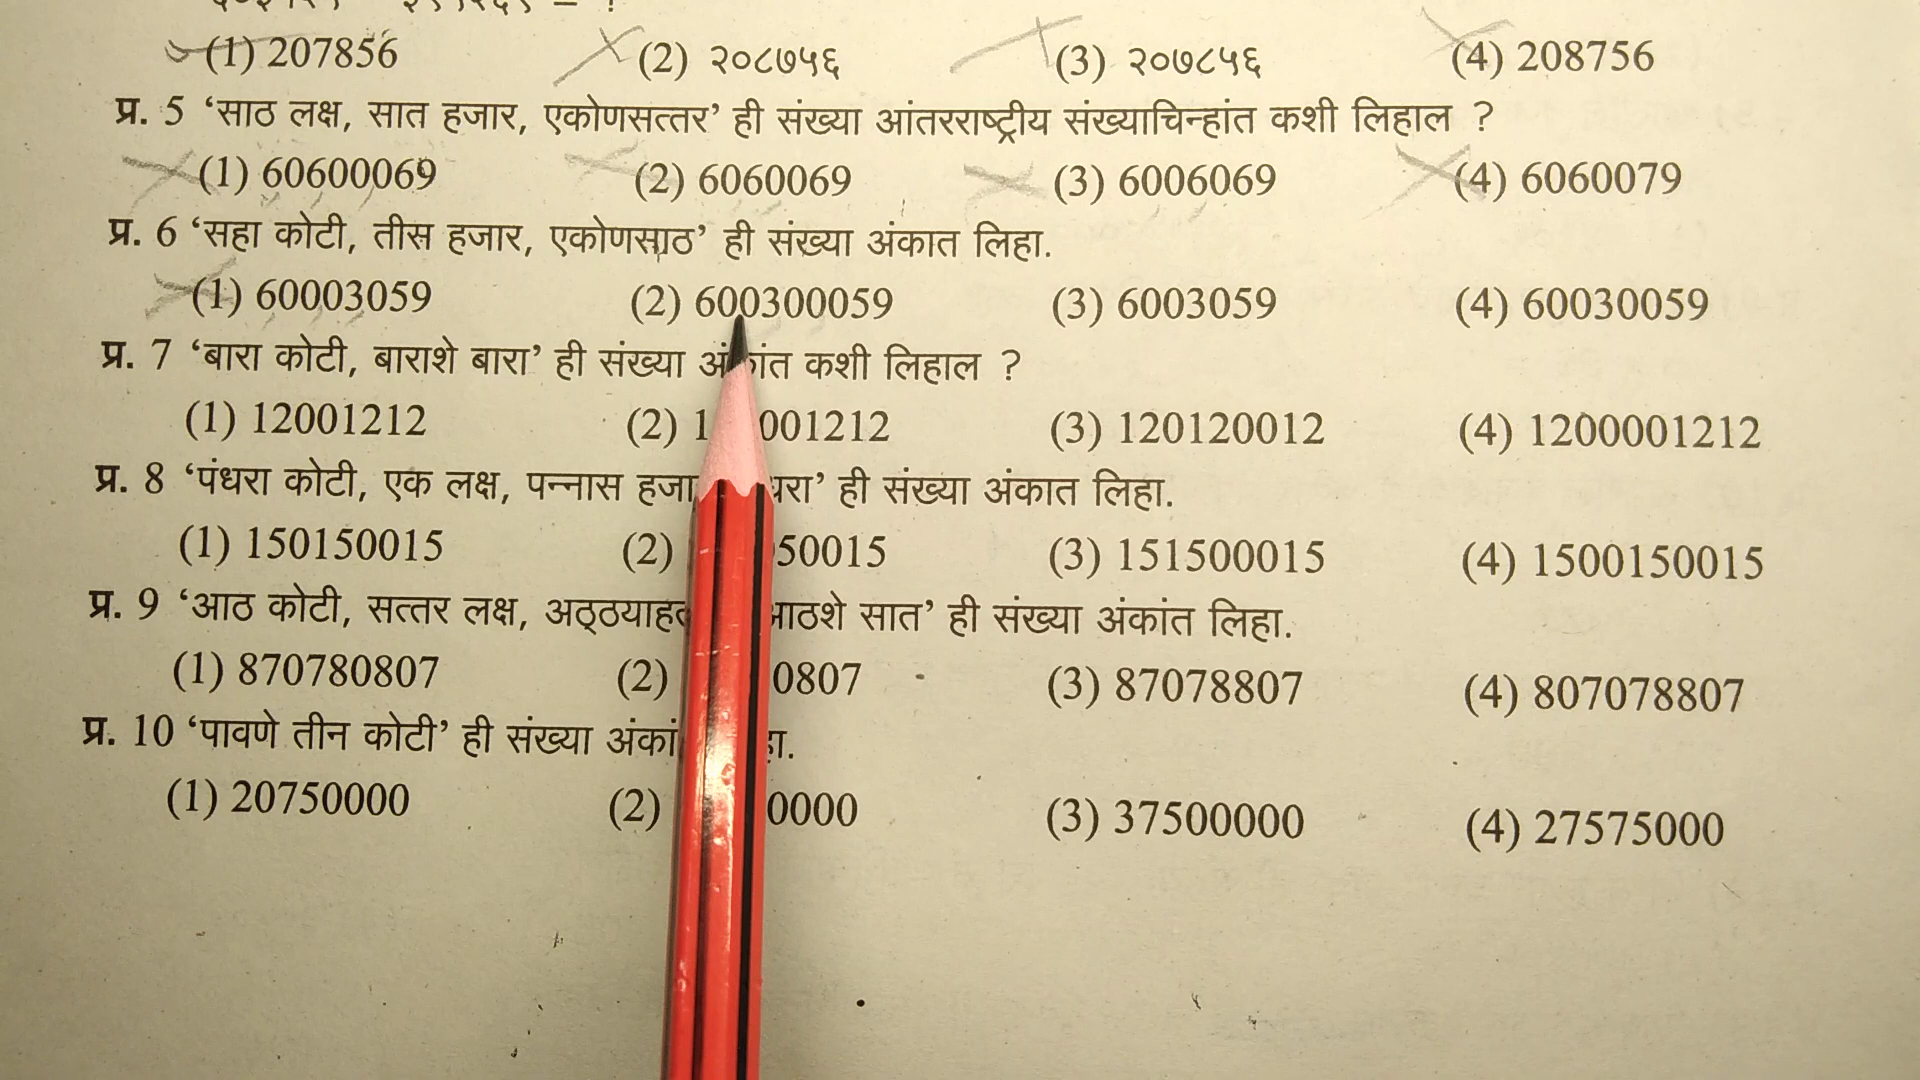 (1) 207856 (2) २०८७५६ (3) २०७८५६ (4) 208756
प्र. 5 ‘साठ लक्ष, सात हजार, एकोणसत्तर’ ही संख्या आंतरराष्ट्रीय संख्याचिन्हांत कशी लिहाल ?
(1) 60600069 (2) 6060069 (3) 6006069 (4) 6060079
प्र. 6 ‘सहा कोटी, तीस हजार, एकोणसाठ’ ही संख्या अंकात लिहा.
(1) 60003059 (2) 600300059 (3) 6003059 (4) 60030059
प्र. 7 ‘बारा कोटी, बाराशे बारा’ ही संख्या कशी लिहाल ?
(1) 12001212 (2) 1 001212 (3) 120120012 (4) 1200001212
प्र. 8 ‘पंधरा कोटी, एक लक्ष, पन्नास ही संख्या अंकात लिहा.
(1) 150150015 (2) 50015 (3) 151500015 (4) 1500150015
प्र. 9 ‘आठ कोटी, सत्तर लक्ष, सात’ ही संख्या अंकांत लिहा.
(1) 870780807 (2) 0807 (3) 87078807 (4) 807078807
प्र. 10 ‘पावणे तीन कोटी’ ही संख्या
(1) 20750000 (2) 0000 (3) 37500000 (4) 27575000